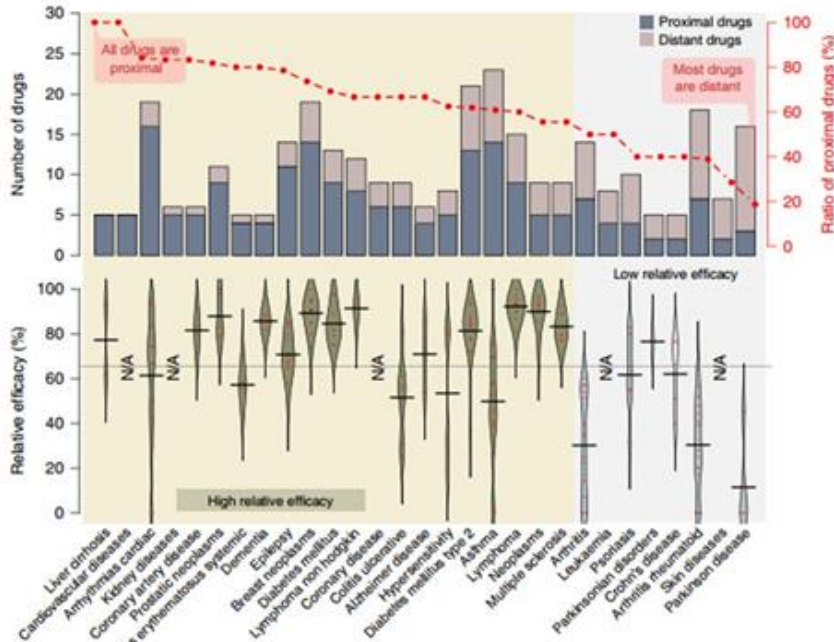 30
25
20
15
10
5
0
Number of drugs
All drugs are
proximal
Proximal drugs
Distant drugs
Most drugs
are distant
100
80
60
40
20
0
Ratio of proximal drugs (%)
Low relative efficacy
100
80
60
40
20
0
Relative efficacy (%)
N/A
N/A
N/A
N/A
N/A
High relative efficacy
Liver cirrhosis
Cardiovascular diseases
Arrhythmias cardiac
Kidney diseases
Coronary artery disease
Prostatic neoplasms
erythematosus systemic
Dementia
Epilepsy
Breast neoplasms
Diabetes mellitus
Lymphoma non hodgkin
Coronary disease
Colitis ulcerative
Alzheimer disease
Hypersensitivity
Diabetes mellitus type 2
Asthma
Lymphoma
Neoplasms
Multiple sclerosis
Arthritis
Leukaemia
Psoriasis
Parkinsonian disorders
Crohn's disease
Arthritis rheumatoid
Skin diseases
Parkinson disease